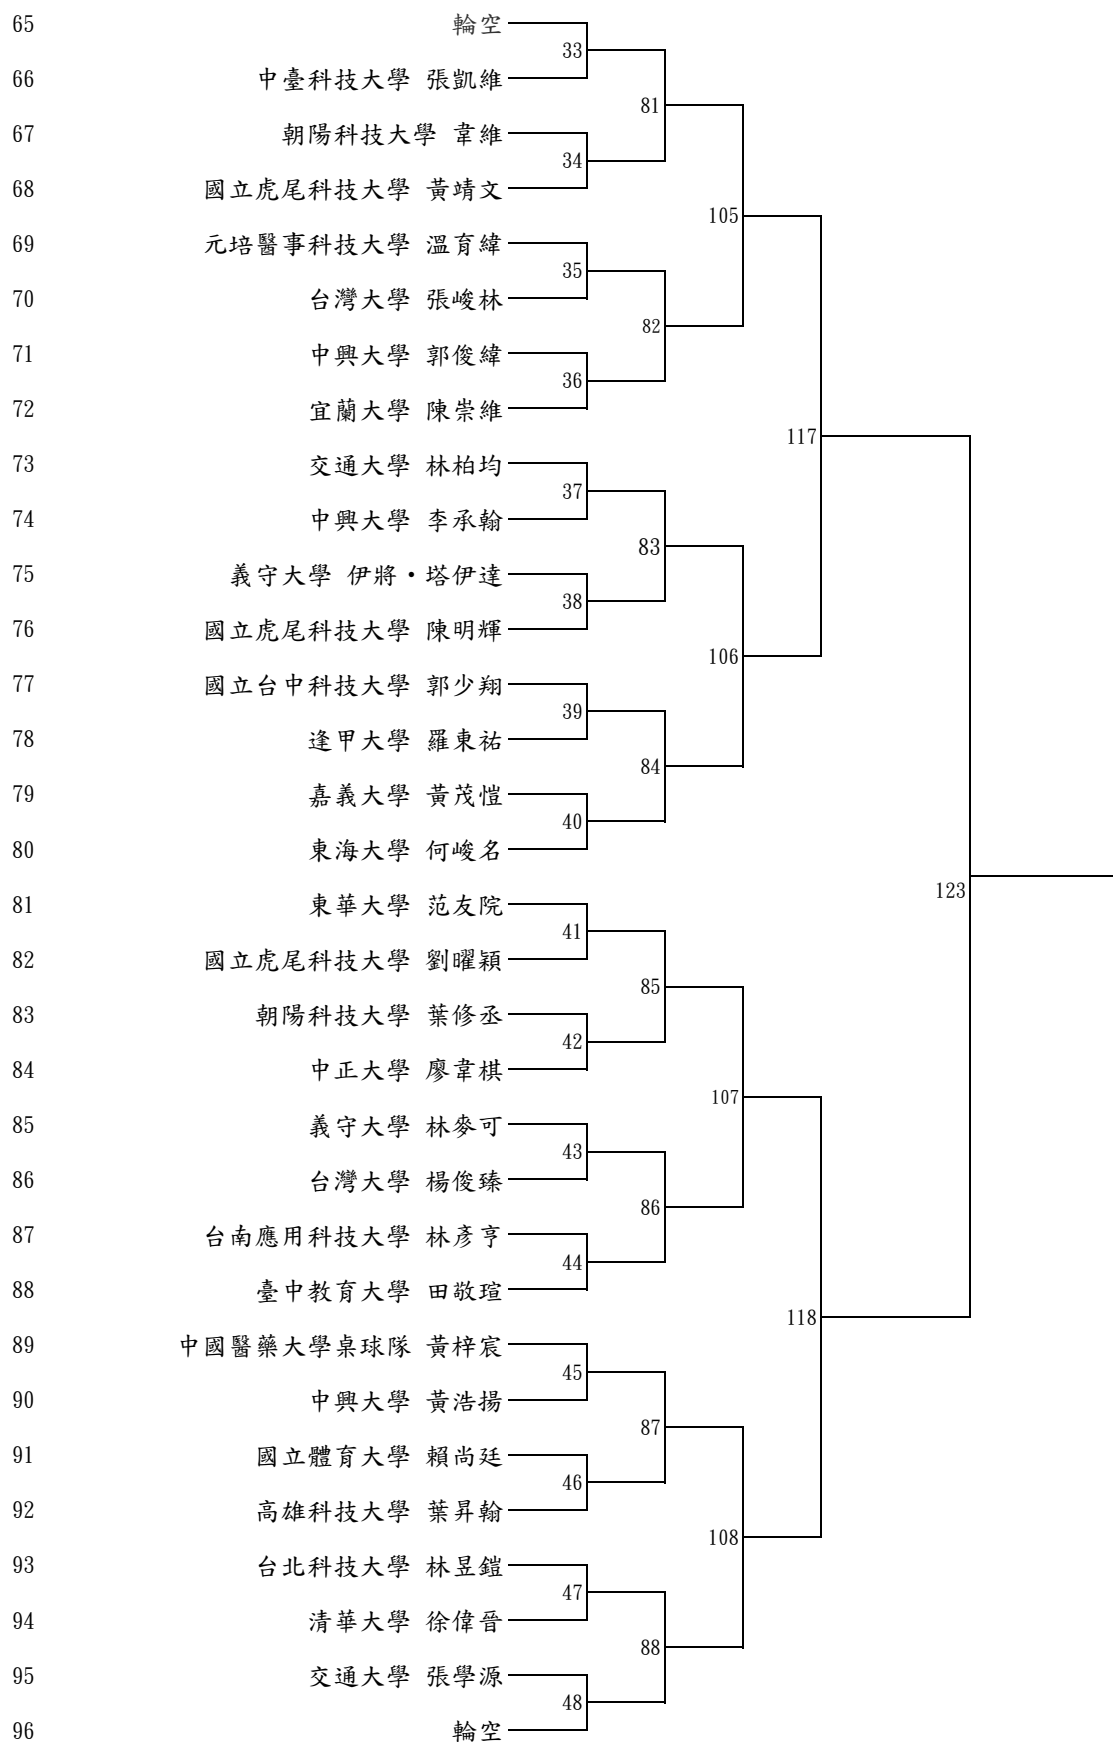 65 輪空
33
66 中臺科技大學 張凱維
81
67 朝陽科技大學 韋維
34
68 國立虎尾科技大學 黃靖文
105
69 元培醫事科技大學 溫育緯
35
70 台灣大學 張峻林
82
71 中興大學 郭俊緯
36
72 宜蘭大學 陳崇維
117
73 交通大學 林柏均
37
74 中興大學 李承翰
83
75 義守大學 伊將・塔伊達
38
76 國立虎尾科技大學 陳明輝
106
77 國立台中科技大學 郭少翔
39
78 逢甲大學 羅東祐
84
79 嘉義大學 黃茂愷
40
80 東海大學 何峻名
123
81 東華大學 范友院
41
82 國立虎尾科技大學 劉曜穎
85
83 朝陽科技大學 葉修丞
42
84 中正大學 廖韋棋
107
85 義守大學 林麥可
43
86 台灣大學 楊俊臻
86
87 台南應用科技大學 林彥亨
44
88 臺中教育大學 田敬瑄
118
89 中國醫藥大學桌球隊 黃梓宸
45
90 中興大學 黃浩揚
87
91 國立體育大學 賴尚廷
46
92 高雄科技大學 葉昇翰
108
93 台北科技大學 林昱鎧
47
94 清華大學 徐偉晉
88
95 交通大學 張學源
48
96 輪空